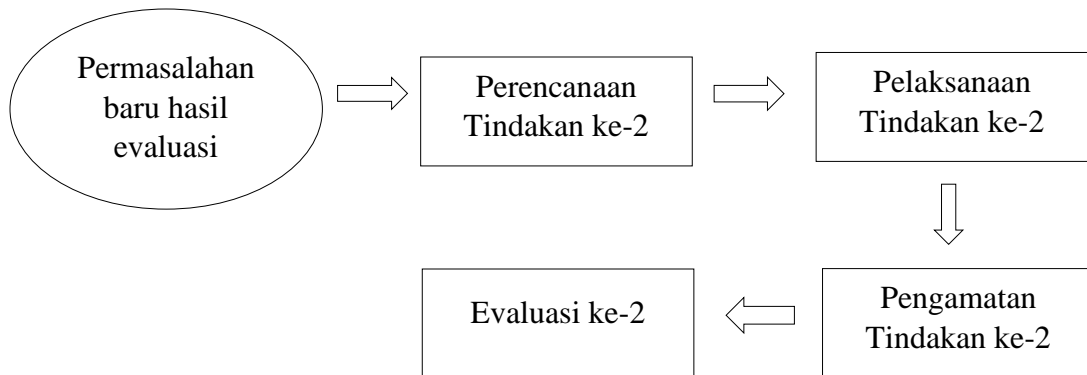 Permasalahan
baru hasil
evaluasi
Perencanaan
Tindakan ke-2
Pelaksanaan
Tindakan ke-2
Pengamatan
Tindakan ke-2
Evaluasi ke-2